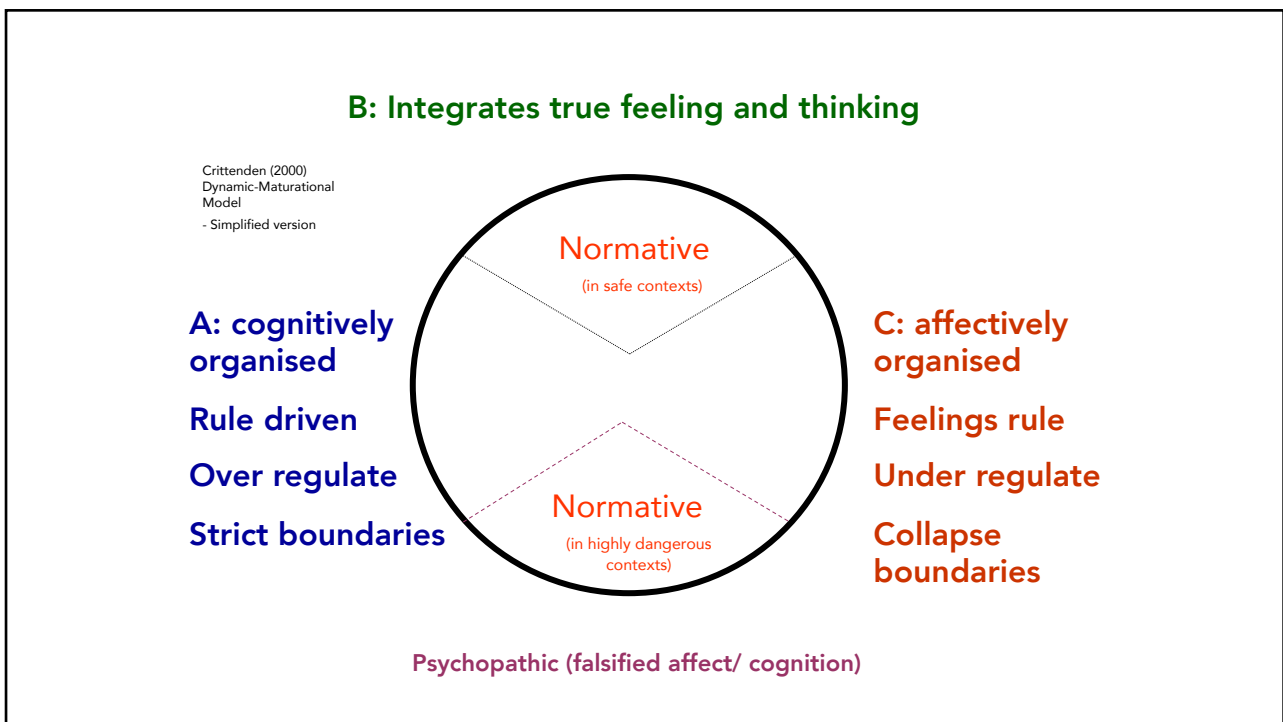 B: Integrates true feeling and thinking
Crittenden (2000)
Dynamic-Maturational
Model
- Simplified version
Normative
(in safe contexts)
A: cognitively
organised
Rule driven
Over regulate
Strict boundaries
C: affectively
organised
Feelings rule
Under regulate
Collapse
boundaries
Normative
(in highly dangerous
contexts)
Psychopathic (falsified affect/ cognition)